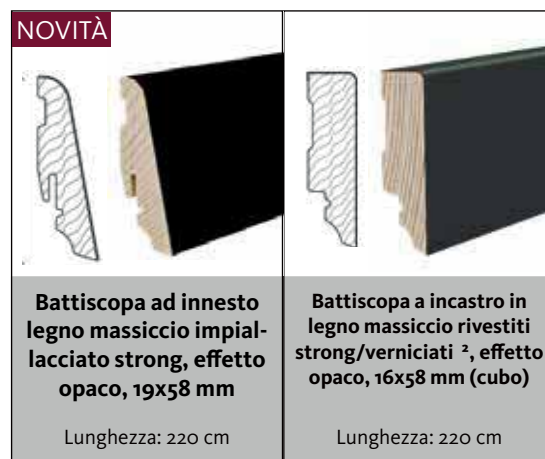 NOVITÀ
Battiscopa ad innesto
legno massiccio impial-
lacciato strong, effetto
opaco, 19x58 mm
Lunghezza: 220 cm
Battiscopa a incastro in
legno massiccio rivestiti
strong/verniciati ², effetto
opaco, 16x58 mm (cubo)
Lunghezza: 220 cm